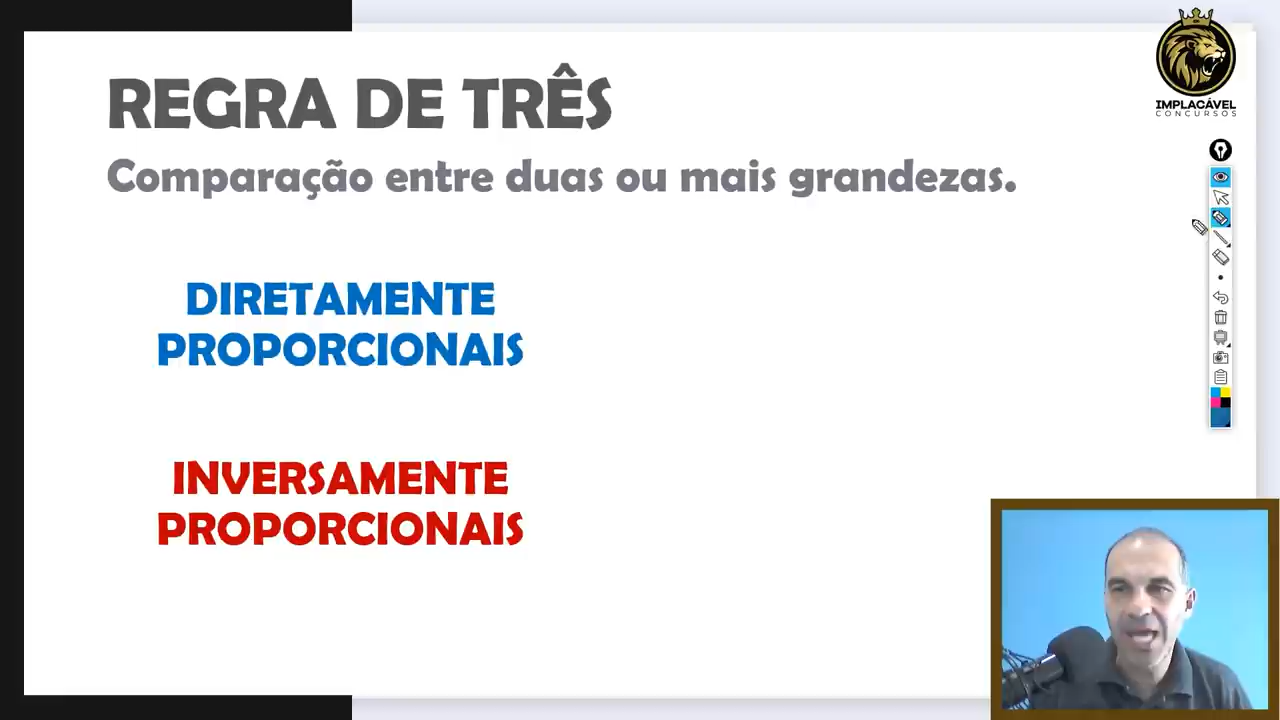 REGRA DE TRÊS
Comparação entre duas ou mais grandezas.
DIRETAMENTE
PROPORCIONAIS
INVERSAMENTE
PROPORCIONAIS
IMPLACÁVEL
CONCURSOS